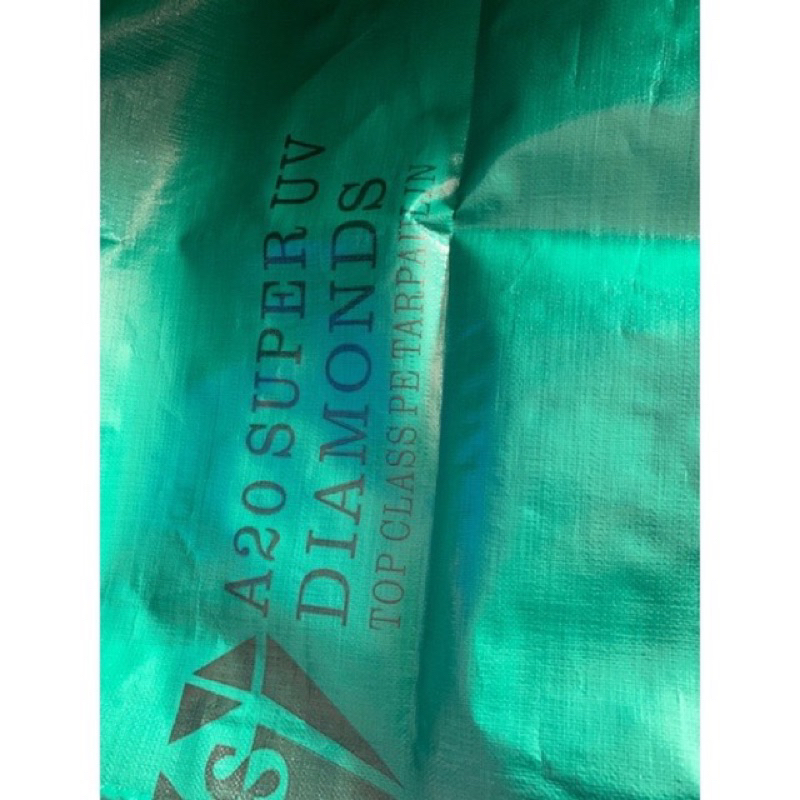 A20 SUPER UV
DIAMONDS
TOP CLASS PE TARPAULIN
S